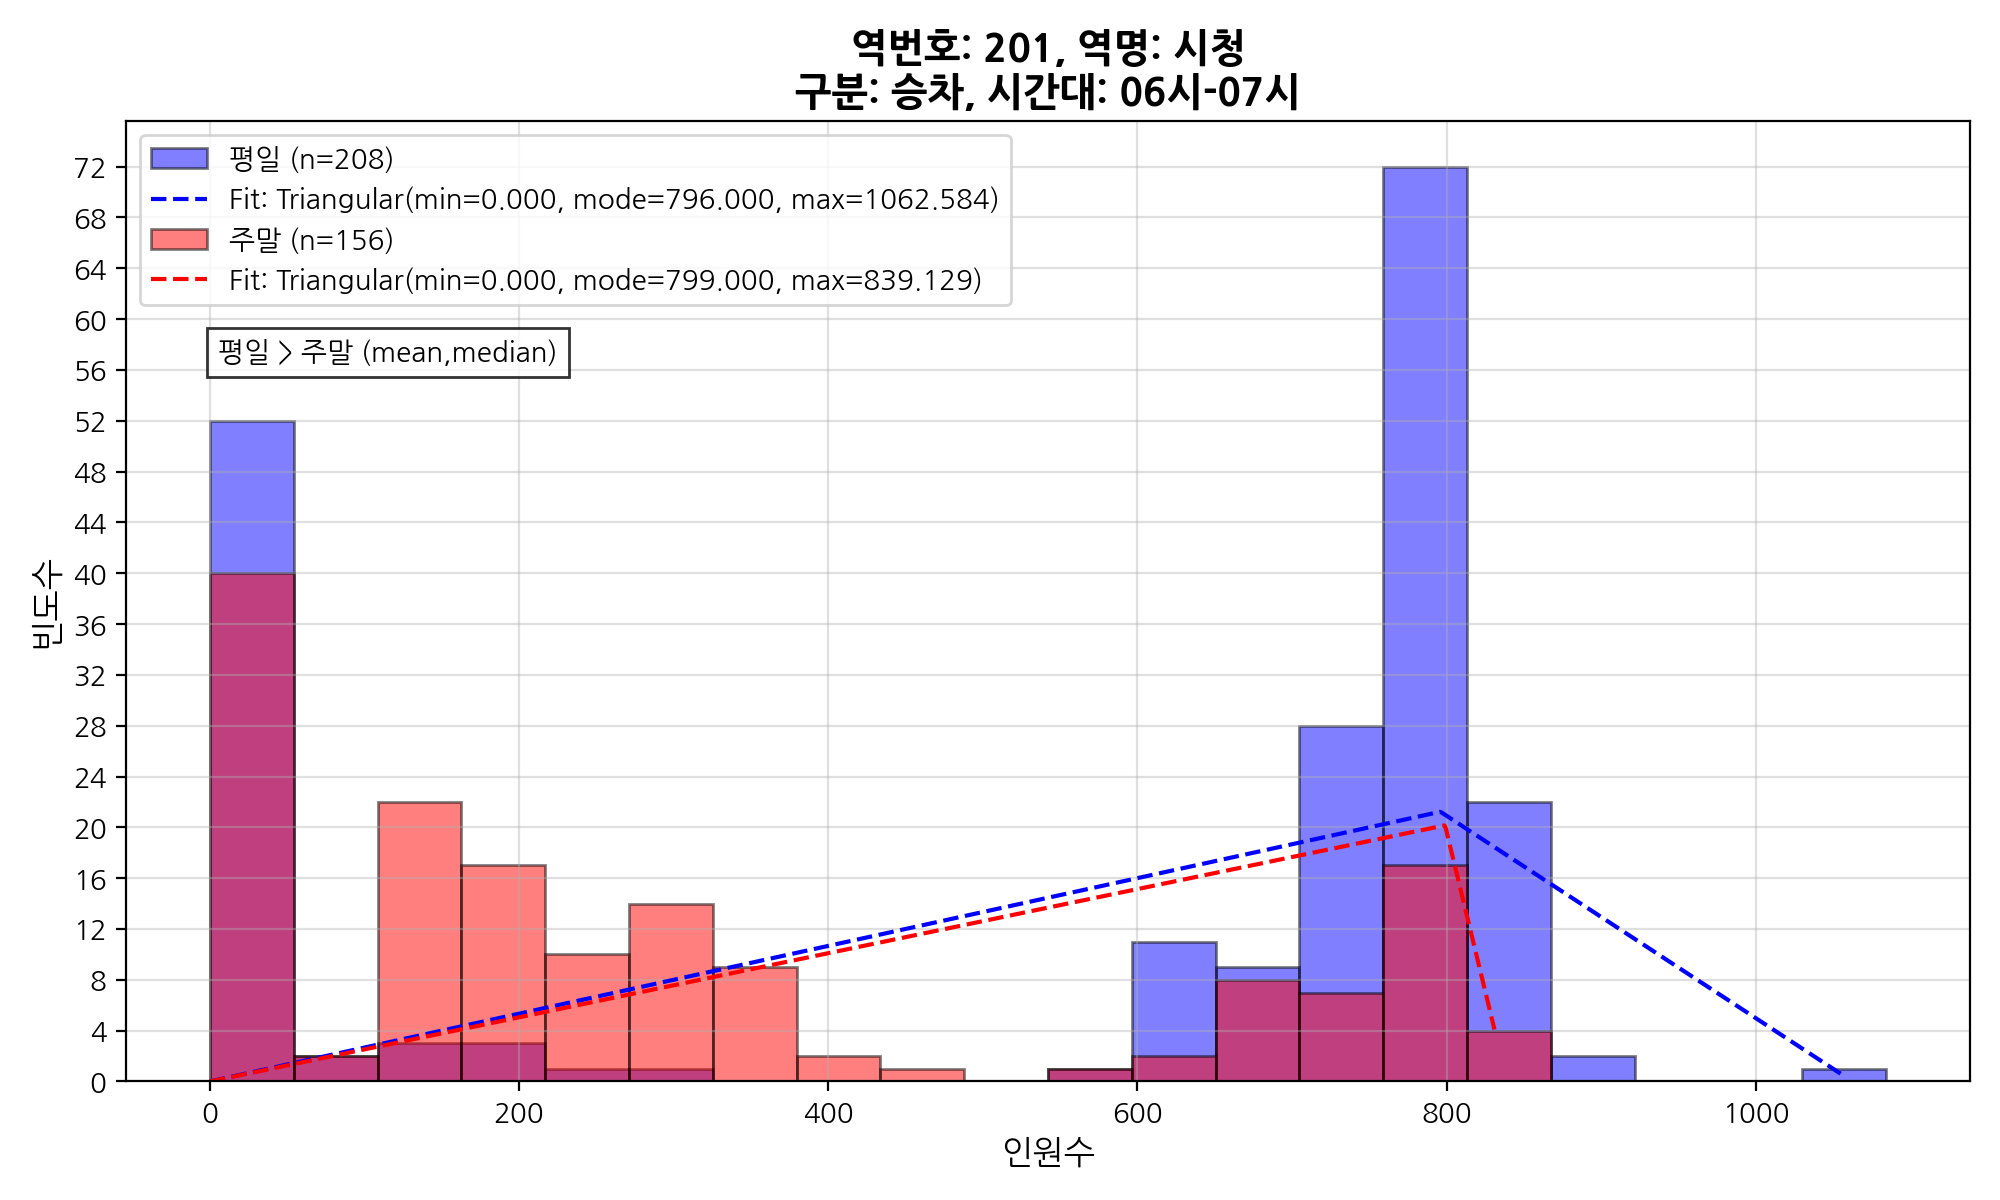 역번호: 201, 역명: 시청
구분: 승차, 시간대: 06시-07시
평일 (n=208)
Fit: Triangular(min=0.000, mode=796.000, max=1062.584)
주말 (n=156)
Fit: Triangular(min=0.000, mode=799.000, max=839.129)
평일 > 주말 (mean,median)
빈도수
72
68
64
60
56
52
48
44
40
36
32
28
24
20
16
12
8
4
0
0 200 400 600 800 1000
인원수